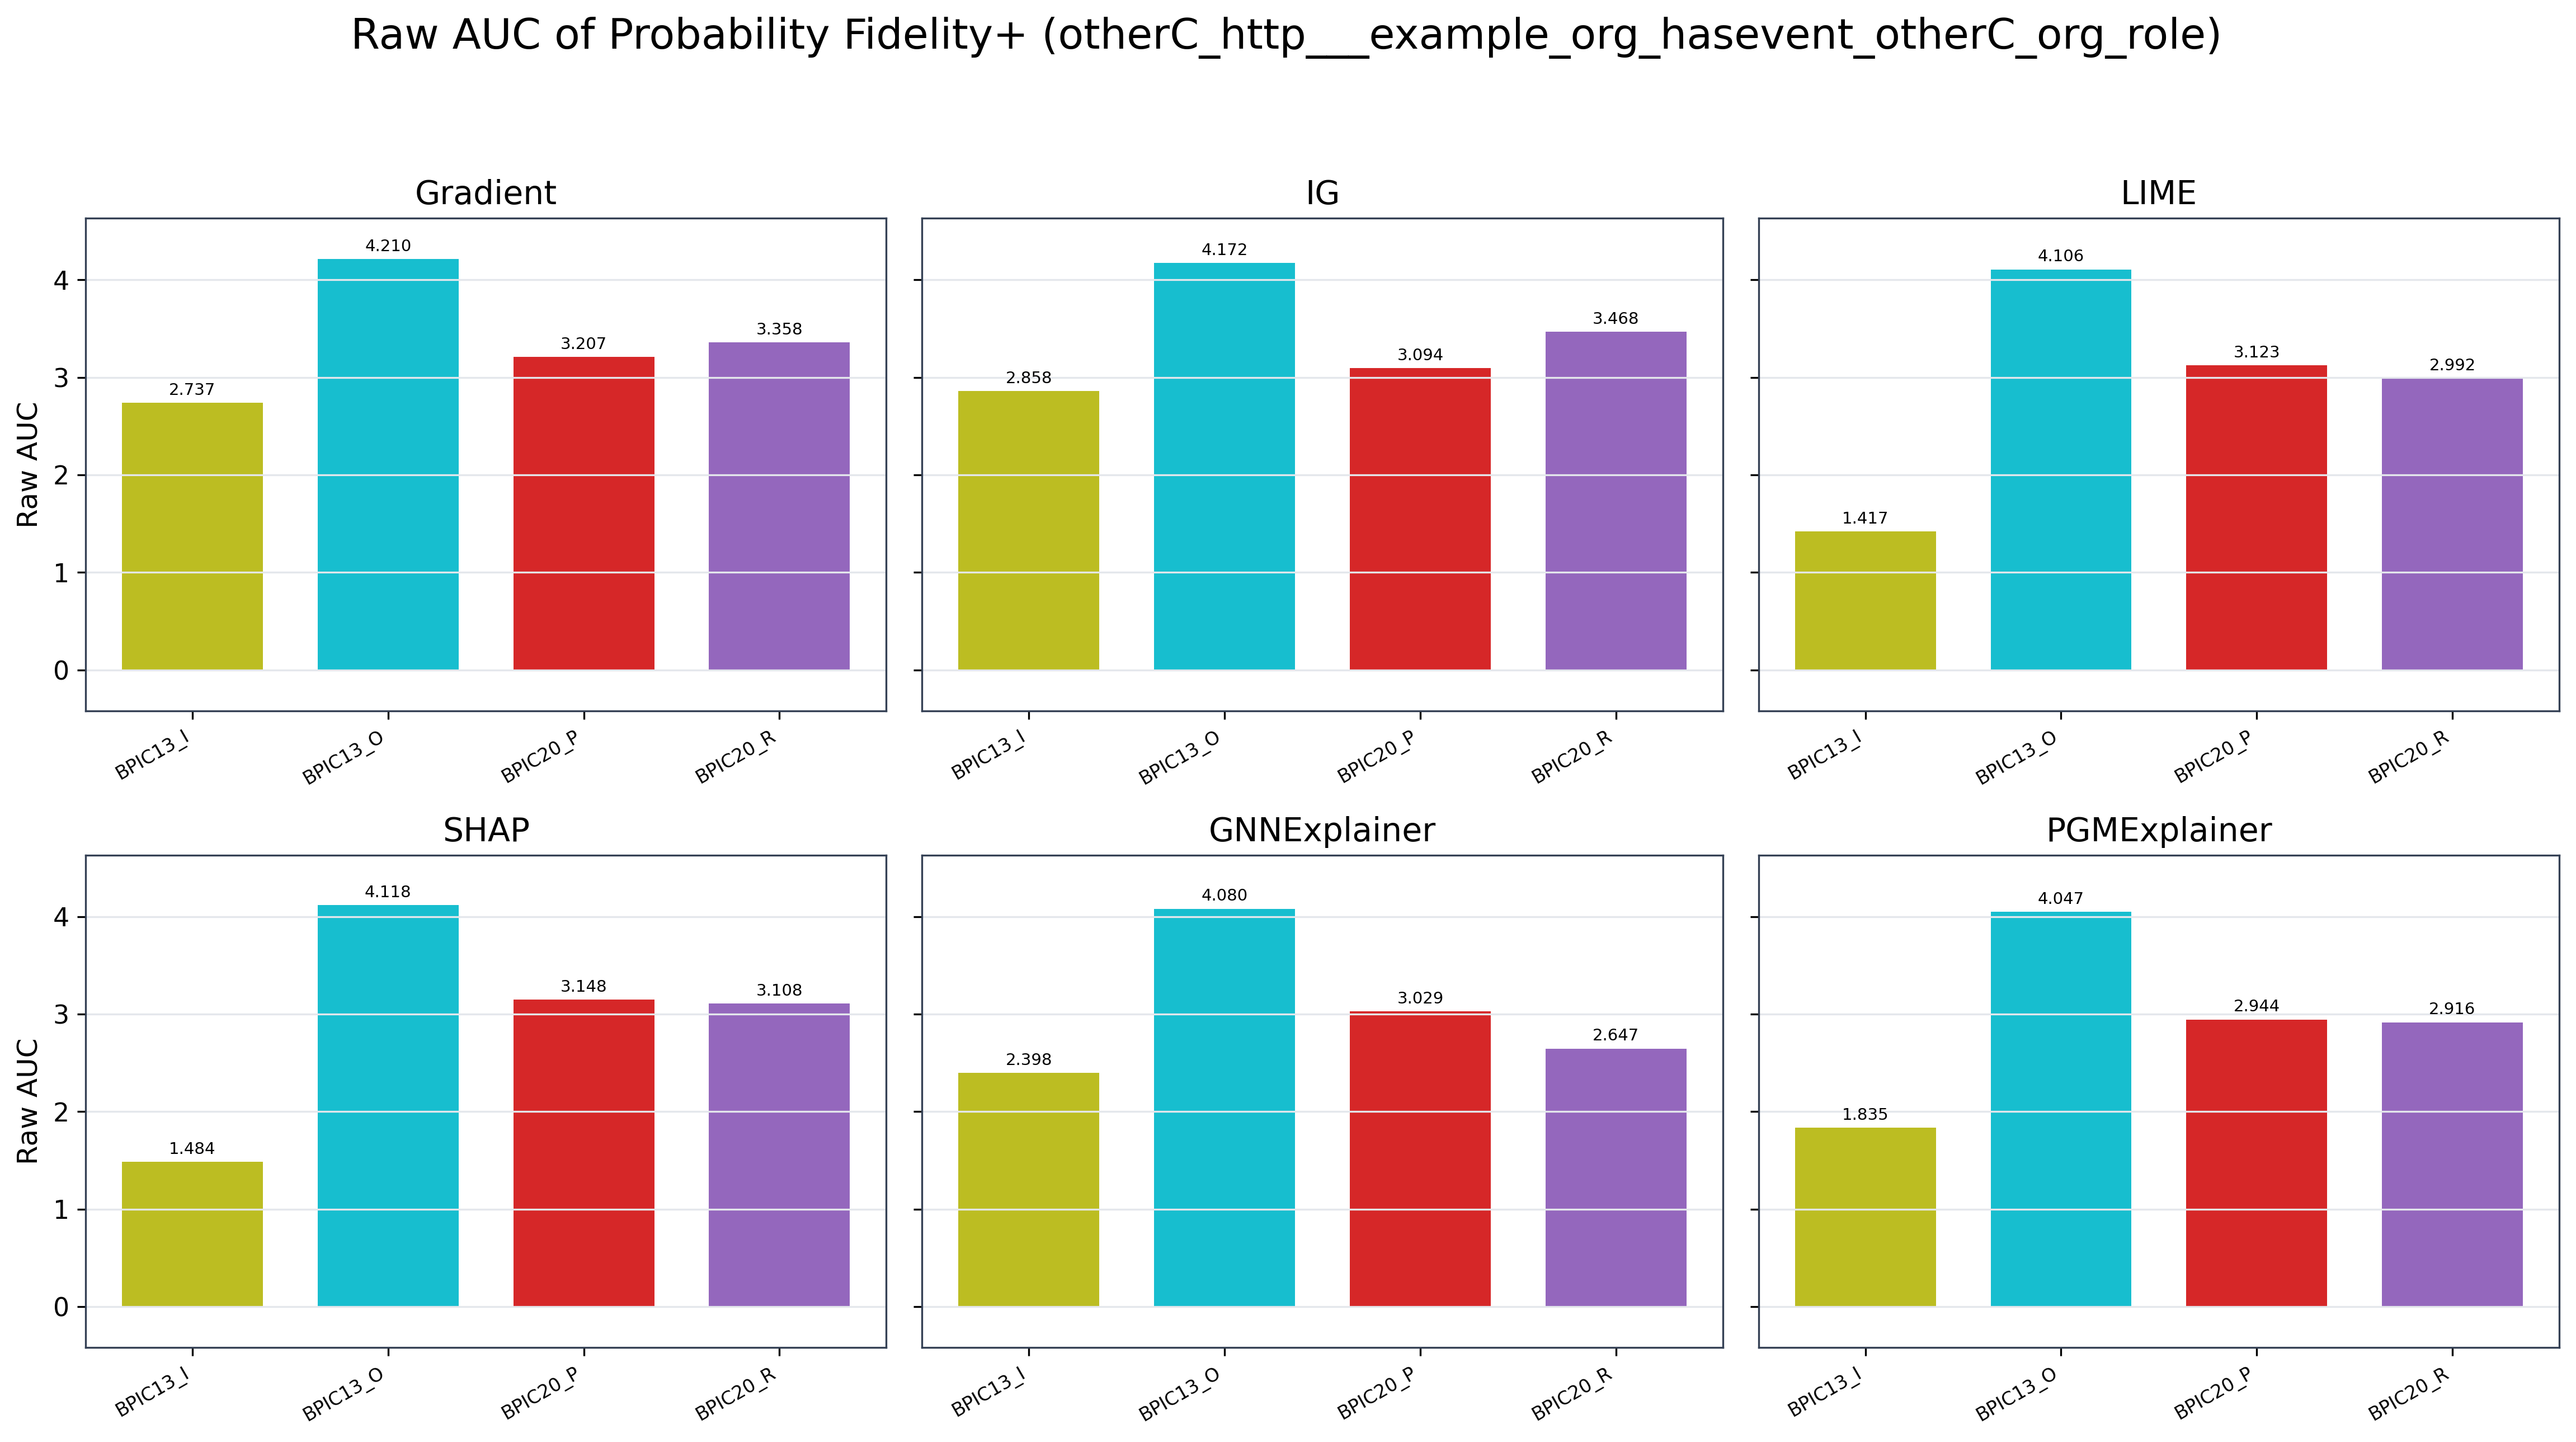 Raw AUC of Probability Fidelity+ (otherC_http___example_org_hasevent_otherC_org_role)
Gradient
IG
LIME
Raw AUC
4
3
2
1
0
2.737
4.210
3.207
3.358
2.858
4.172
3.094
3.468
1.417
4.106
3.123
2.992
BPIC13_I
BPIC13_O
BPIC20_P
BPIC20_R
BPIC13_I
BPIC13_O
BPIC20_P
BPIC20_R
BPIC13_I
BPIC13_O
BPIC20_P
BPIC20_R
SHAP
GNNExplainer
PGMExplainer
Raw AUC
4
3
2
1
0
1.484
4.118
3.148
3.108
2.398
4.080
3.029
2.647
1.835
4.047
2.944
2.916
BPIC13_I
BPIC13_O
BPIC20_P
BPIC20_R
BPIC13_I
BPIC13_O
BPIC20_P
BPIC20_R
BPIC13_I
BPIC13_O
BPIC20_P
BPIC20_R